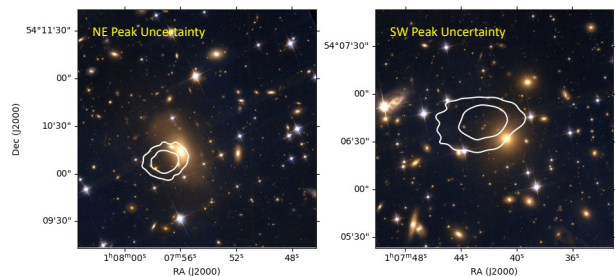 NE Peak Uncertainty
54°11'30"
00"
10'30"
00"
09'30"
Dec (J2000)
1ʰ08ᵐ00ˢ
07ᵐ56ˢ
52ˢ
48ˢ
RA (J2000)
SW Peak Uncertainty
54°07'30"
00"
06'30"
00"
05'30"
1ʰ07ᵐ48ˢ
44ˢ
40ˢ
36ˢ
RA (J2000)